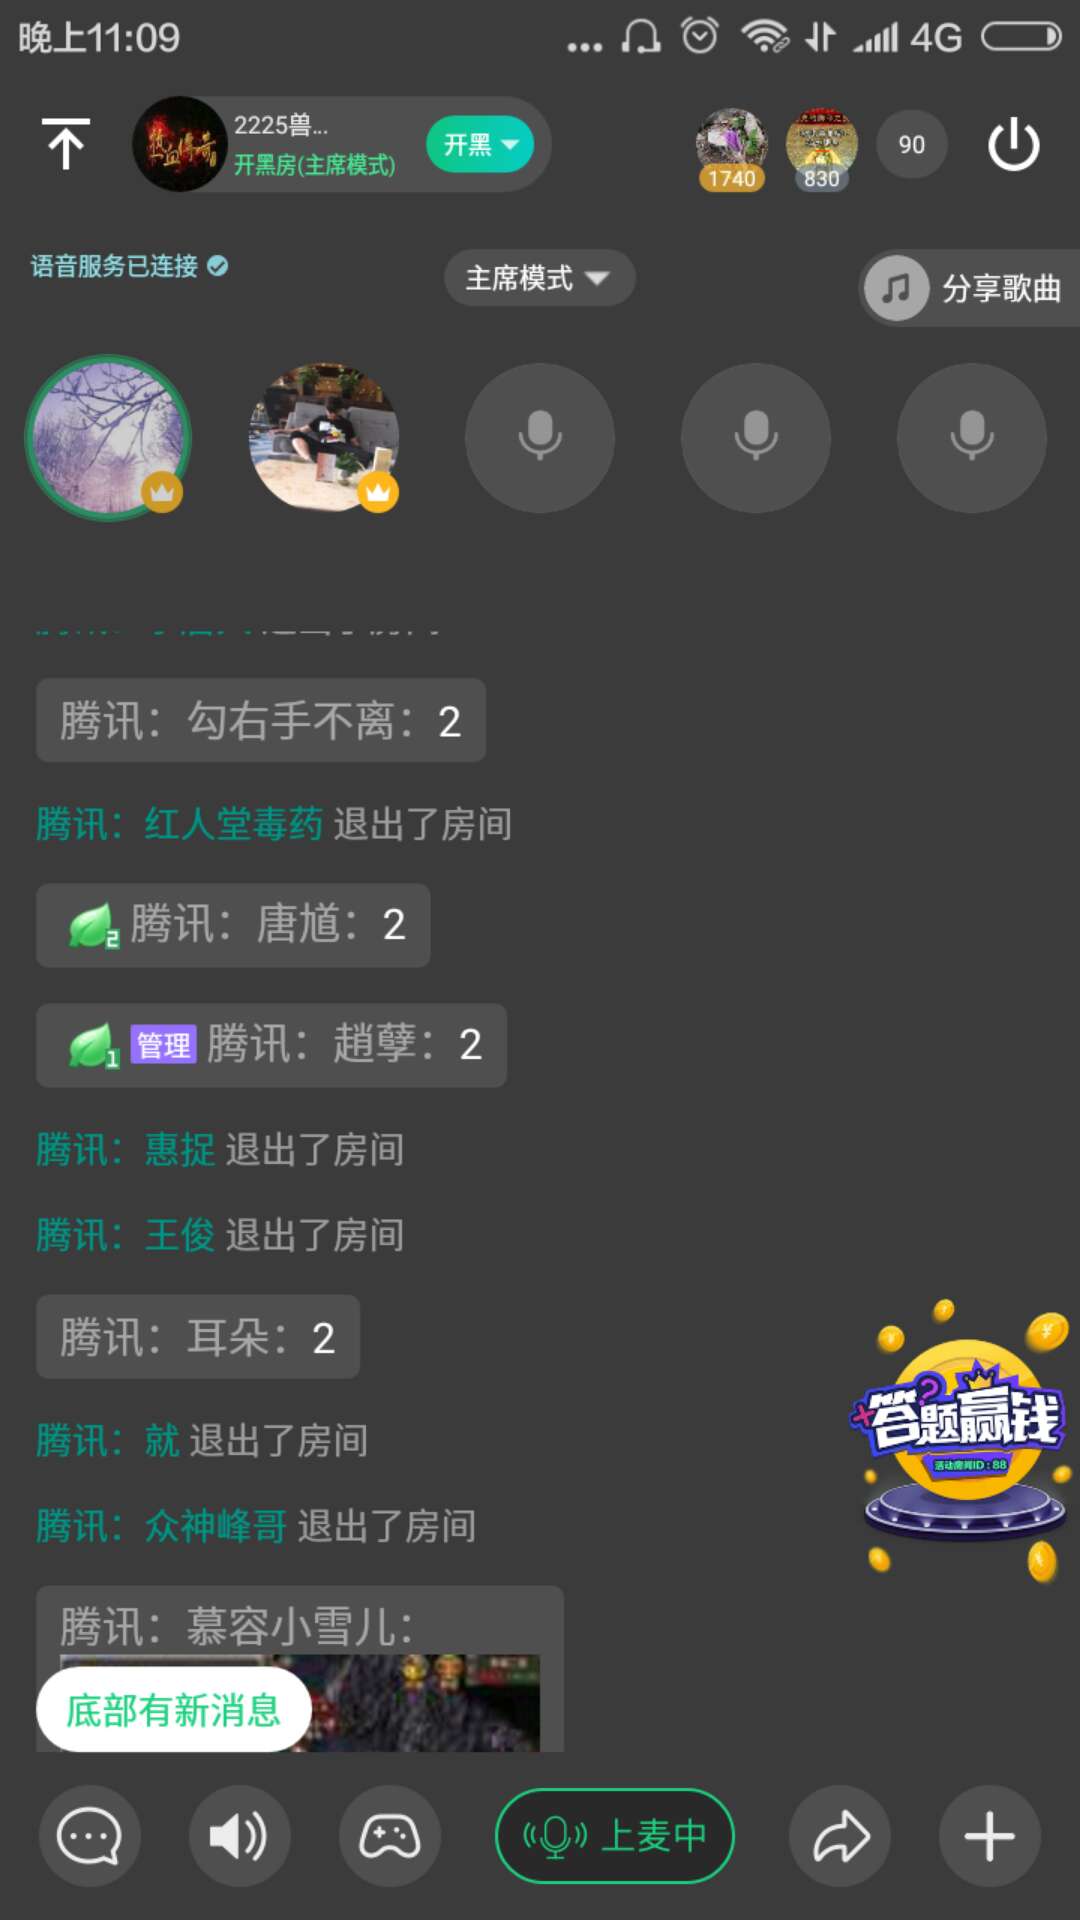 晚上11:09
4G
热血传奇
2225兽...
开黑房(主席模式)
开黑
1740
830
90
语音服务已连接
主席模式
分享歌曲
腾讯：勾右手不离：2
腾讯：红人堂毒药 退出了房间
2 腾讯：唐馗：2
1 管理 腾讯：趙孽：2
腾讯：惠捉 退出了房间
腾讯：王俊 退出了房间
腾讯：耳朵：2
答题赢钱
活动房间ID:88
腾讯：就 退出了房间
腾讯：众神峰哥 退出了房间
腾讯：慕容小雪儿：
底部有新消息
上麦中